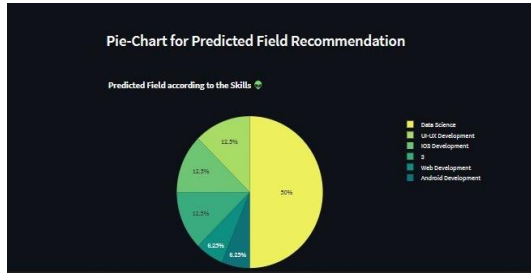 Pie-Chart for Predicted Field Recommendation
Predicted Field according to the Skills
Data Science
UI-UX Development
IOS Development
3
Web Development
Android Development
12.5%
12.5%
12.5%
6.25%
6.25%
50%